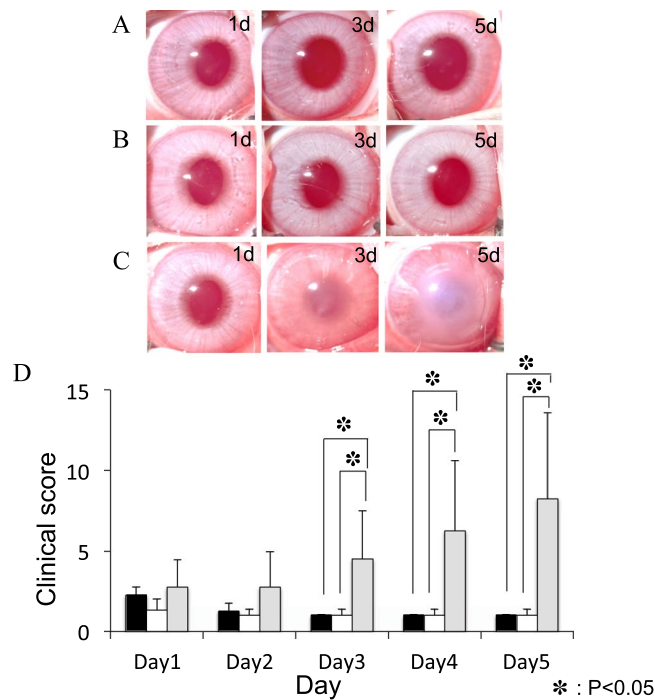 A
1d
3d
5d
B
1d
3d
5d
C
1d
3d
5d
D
15
10
5
0
Clinical score
✻
✻
✻
✻
✻
✻
Day1
Day2
Day3
Day4
Day5
Day
✻ : P<0.05